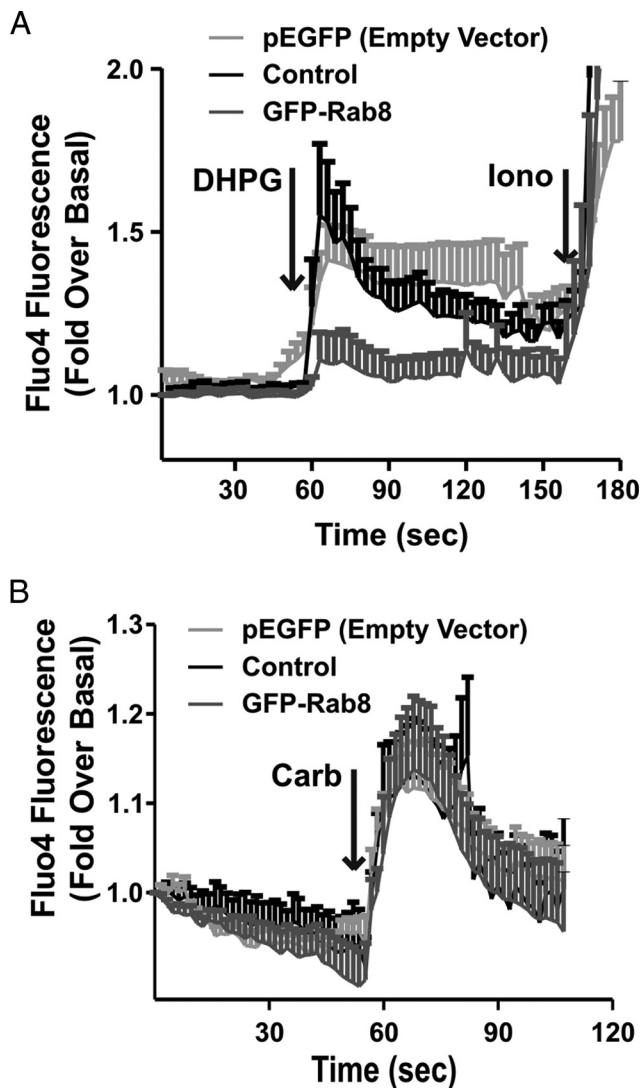 A
pEGFP (Empty Vector)
Control
GFP-Rab8
2.0
1.5
1.0
Fluo4 Fluorescence
(Fold Over Basal)
DHPG
Iono
30 60 90 120 150 180
Time (sec)
B
pEGFP (Empty Vector)
Control
GFP-Rab8
1.3
1.2
1.1
1.0
Fluo4 Fluorescence
(Fold Over Basal)
Carb
30 60 90 120
Time (sec)